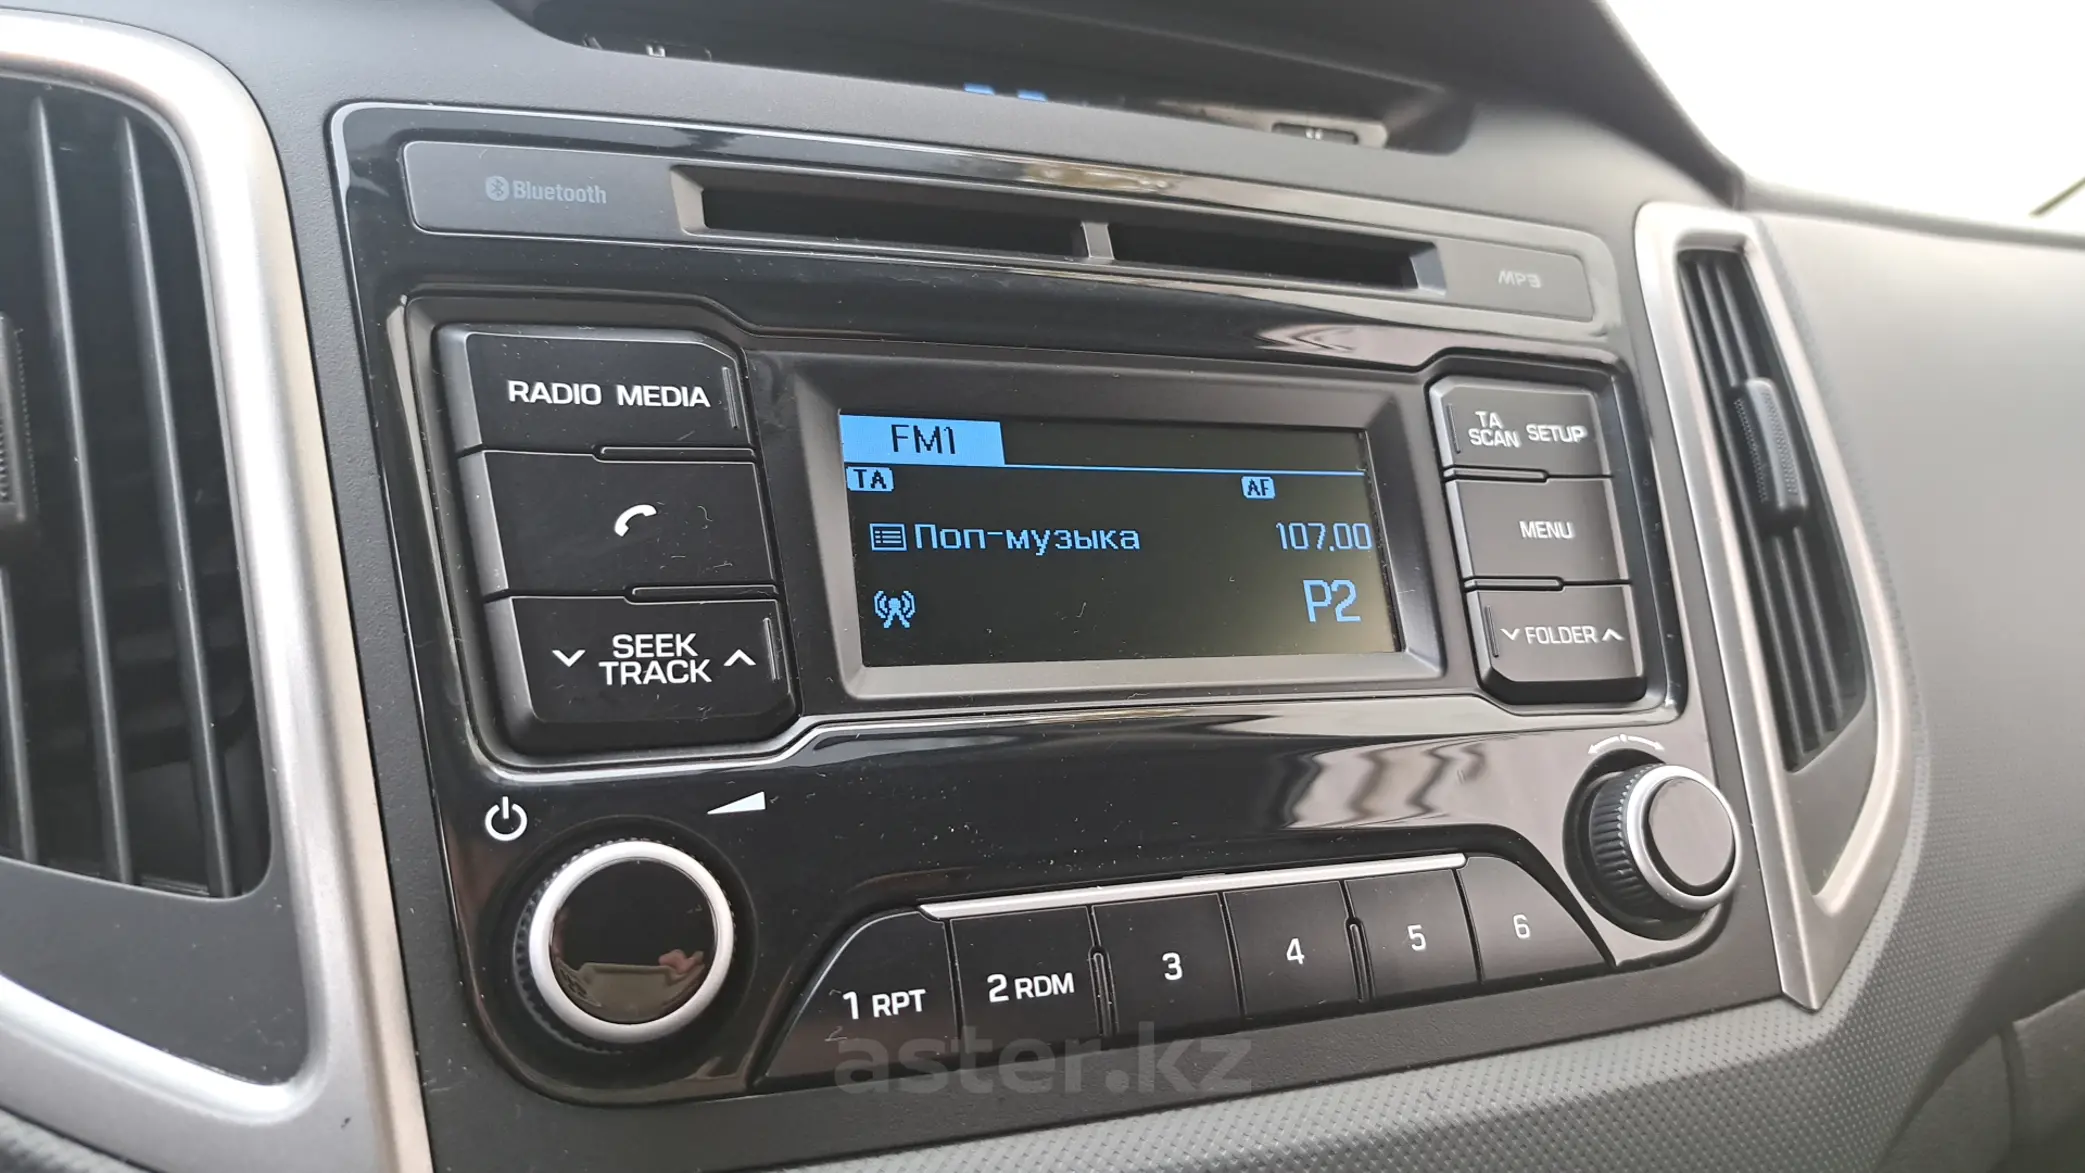 Bluetooth
MP3
RADIO MEDIA
SEEK
TRACK
FM1
TA
AF
Поп-музыка 107.00
P2
TA
SCAN SETUP
MENU
FOLDER
1 RPT
2 RDM
3
4
5
6
aster.kz